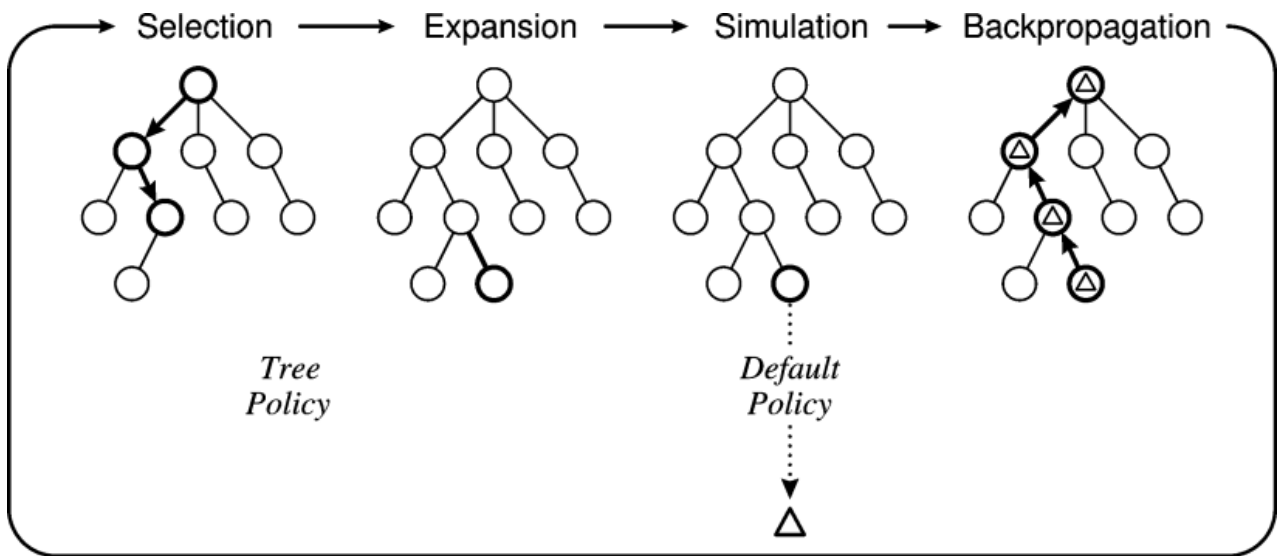 Selection Expansion Simulation Backpropagation
Tree
Policy
Default
Policy